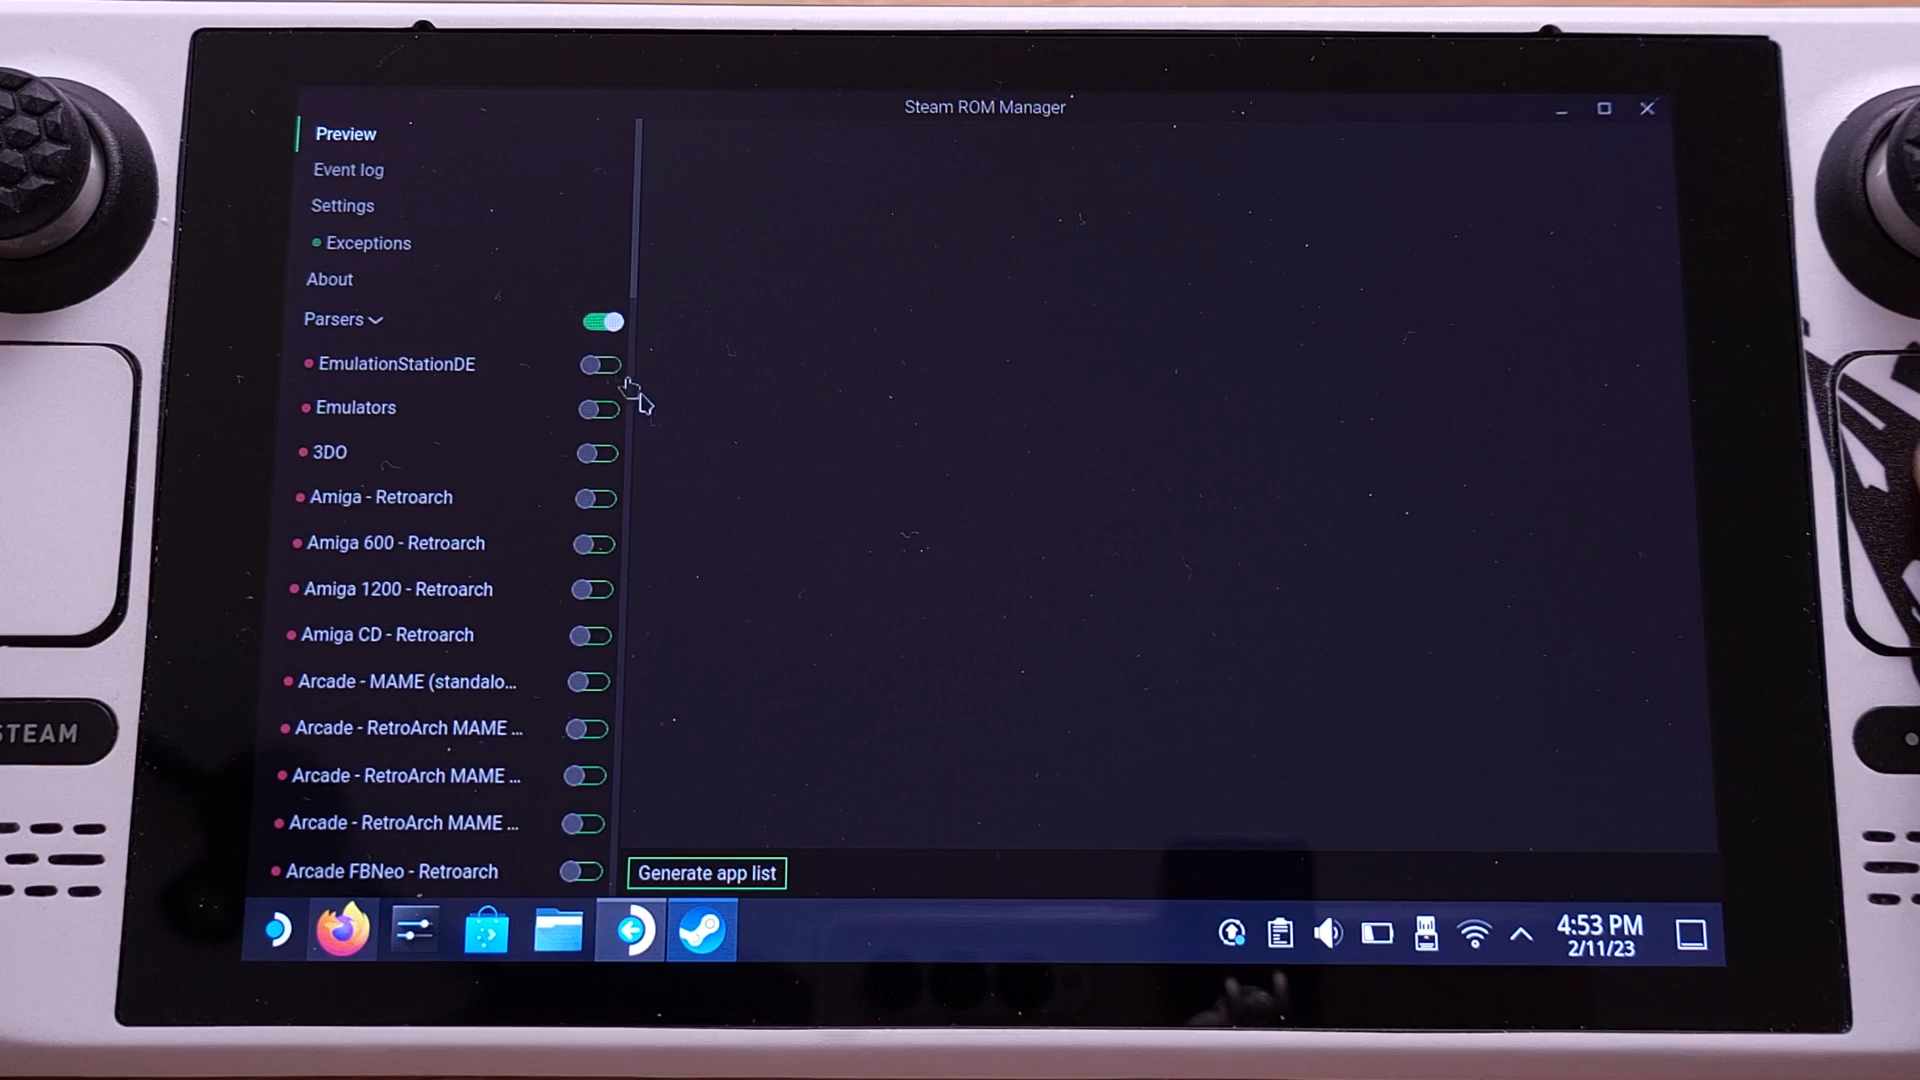 Steam ROM Manager
Preview
Event log
Settings
Exceptions
About
Parsers
EmulationStationDE
Emulators
3DO
Amiga - Retroarch
Amiga 600 - Retroarch
Amiga 1200 - Retroarch
Amiga CD - Retroarch
Arcade - MAME (standalo...
Arcade - RetroArch MAME ...
Arcade - RetroArch MAME ...
Arcade - RetroArch MAME ...
Arcade FBNeo - Retroarch
Generate app list
STEAM
4:53 PM
2/11/23